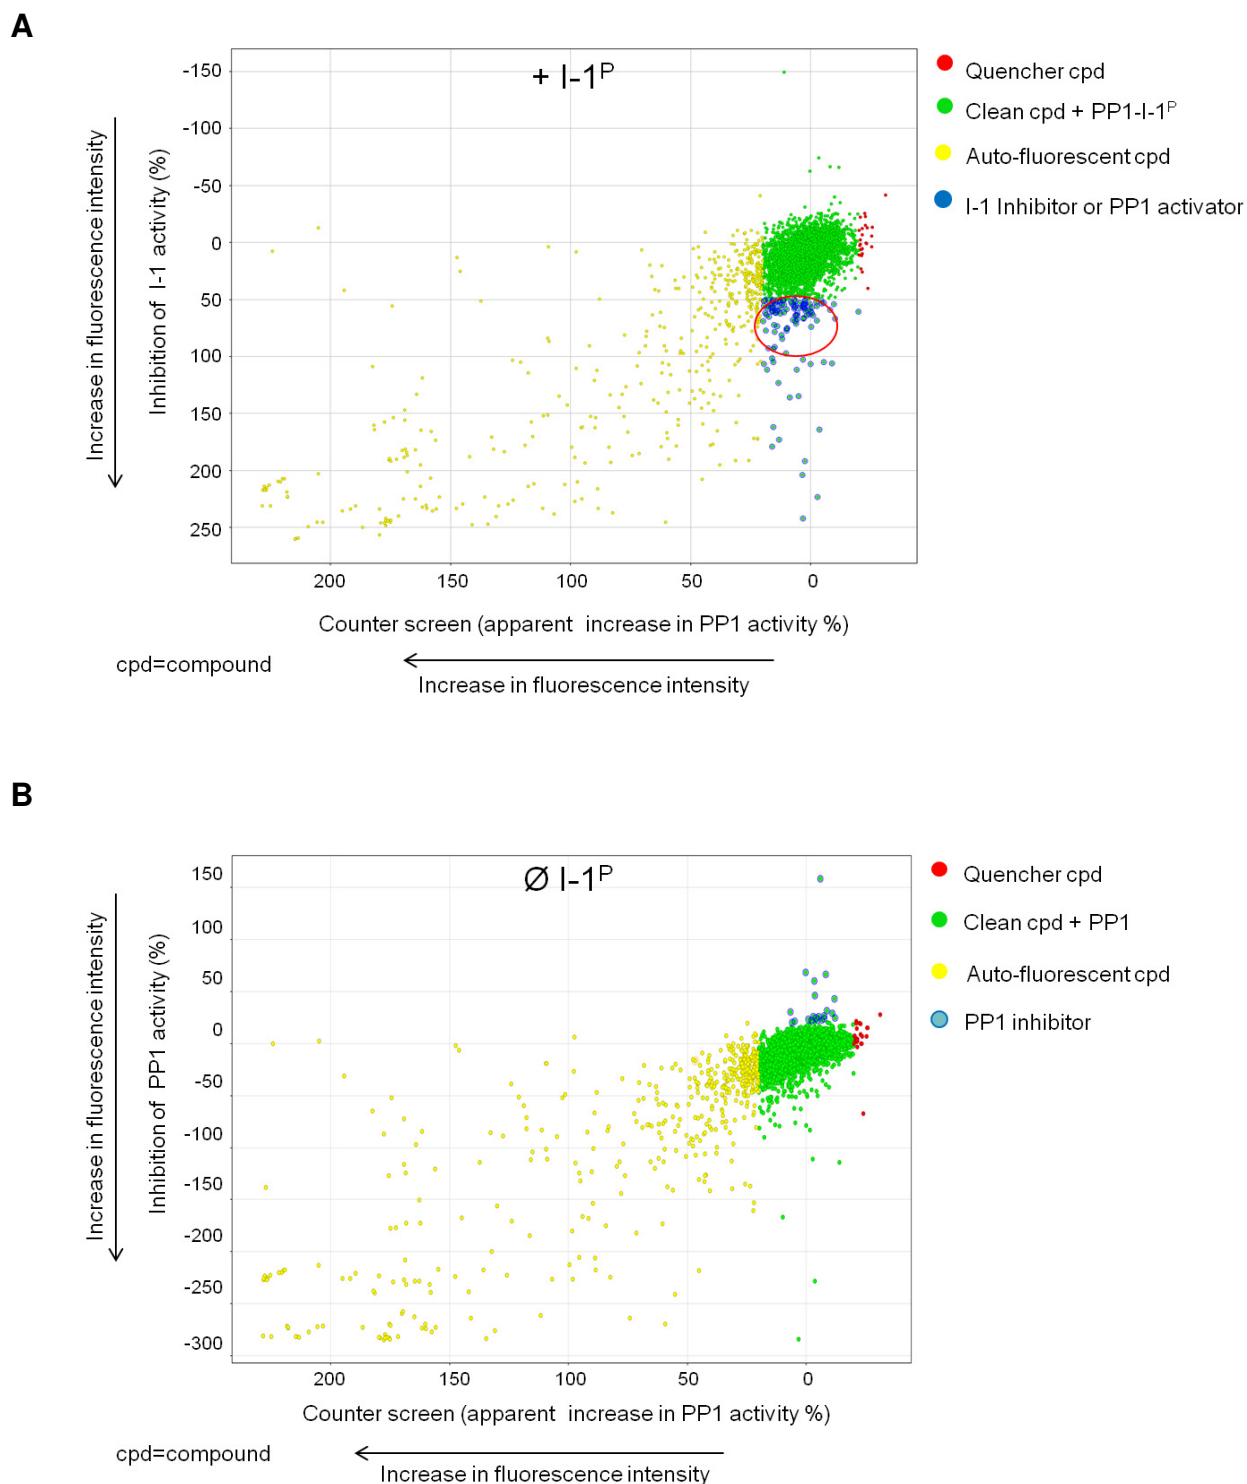 A
+ I-1ᴾ
Increase in fluorescence intensity
Inhibition of I-1 activity (%)
-150
-100
-50
0
50
100
150
200
250
200
150
100
50
0
Counter screen (apparent increase in PP1 activity %)
cpd=compound
Increase in fluorescence intensity
Quencher cpd
Clean cpd + PP1-I-1ᴾ
Auto-fluorescent cpd
I-1 Inhibitor or PP1 activator
B
Ø I-1ᴾ
Increase in fluorescence intensity
Inhibition of PP1 activity (%)
150
100
50
0
-50
-100
-150
-200
-250
-300
200
150
100
50
0
Counter screen (apparent increase in PP1 activity %)
cpd=compound
Increase in fluorescence intensity
Quencher cpd
Clean cpd + PP1
Auto-fluorescent cpd
PP1 inhibitor